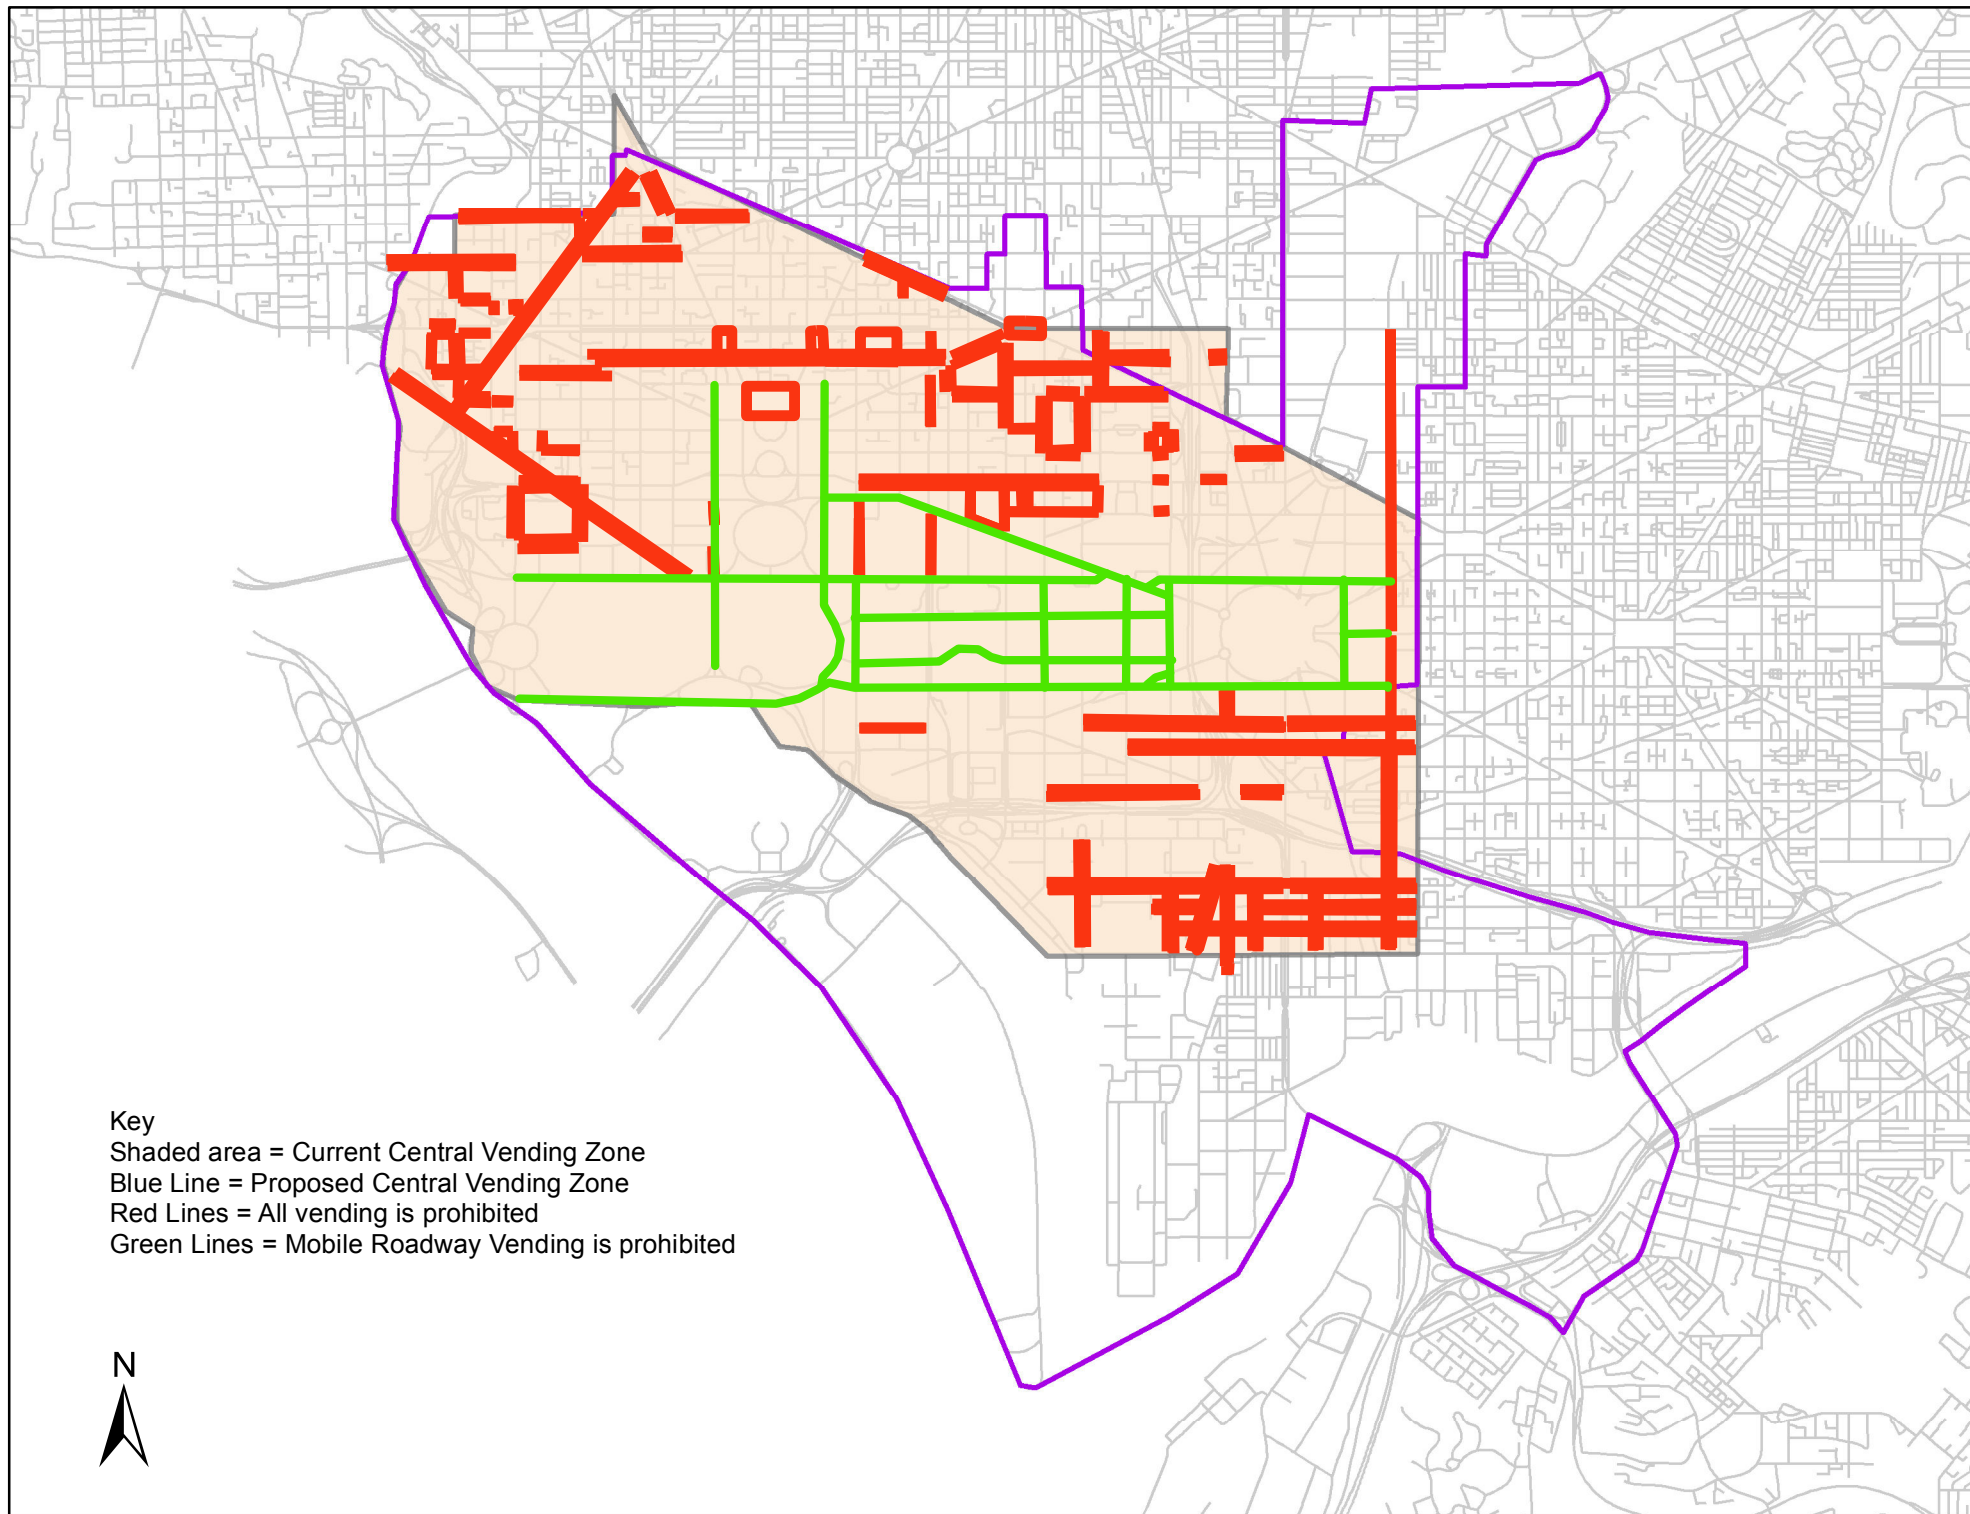 Key
Shaded area = Current Central Vending Zone
Blue Line = Proposed Central Vending Zone
Red Lines = All vending is prohibited
Green Lines = Mobile Roadway Vending is prohibited
N